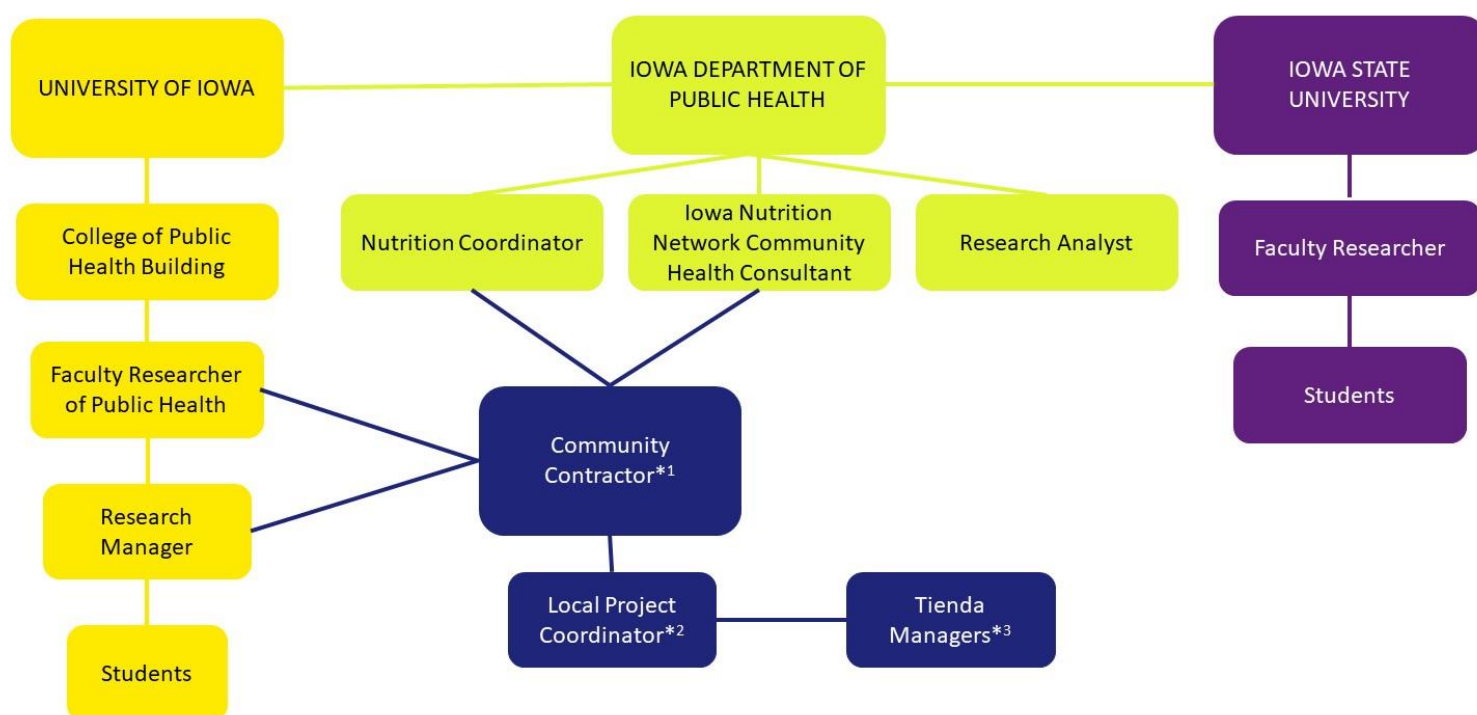 UNIVERSITY OF IOWA
IOWA DEPARTMENT OF
PUBLIC HEALTH
IOWA STATE
UNIVERSITY
College of Public
Health Building
Nutrition Coordinator
Iowa Nutrition
Network Community
Health Consultant
Research Analyst
Faculty Researcher
Faculty Researcher
of Public Health
Students
Community
Contractor*¹
Research
Manager
Local Project
Coordinator*²
Tienda
Managers*³
Students